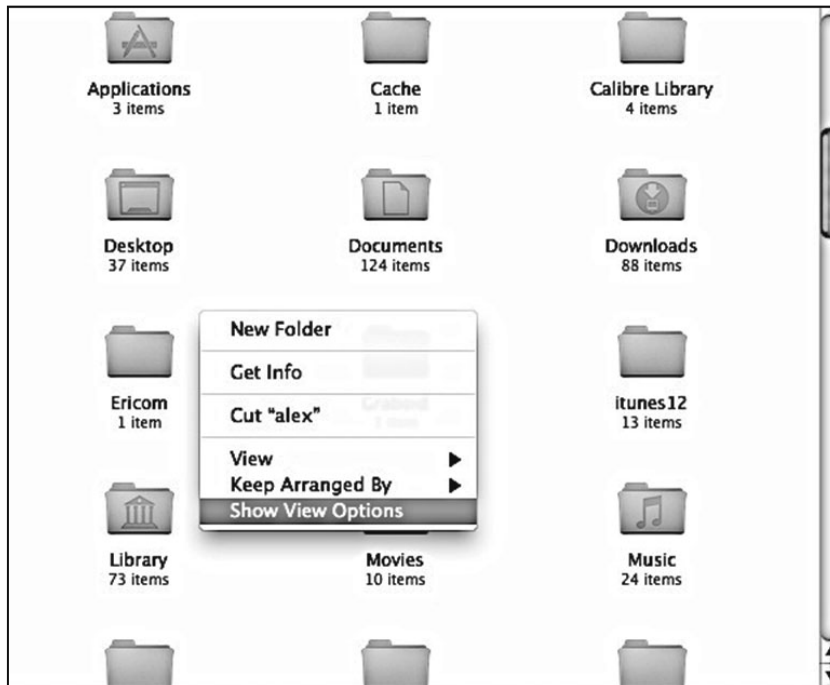 Applications
3 items
Cache
1 item
Calibre Library
4 items
Desktop
37 items
Documents
124 items
Downloads
88 items
New Folder
Get Info
Cut “alex”
View
Keep Arranged By
Show View Options
Ericom
1 item
itunes12
13 items
Library
73 items
Movies
10 items
Music
24 items